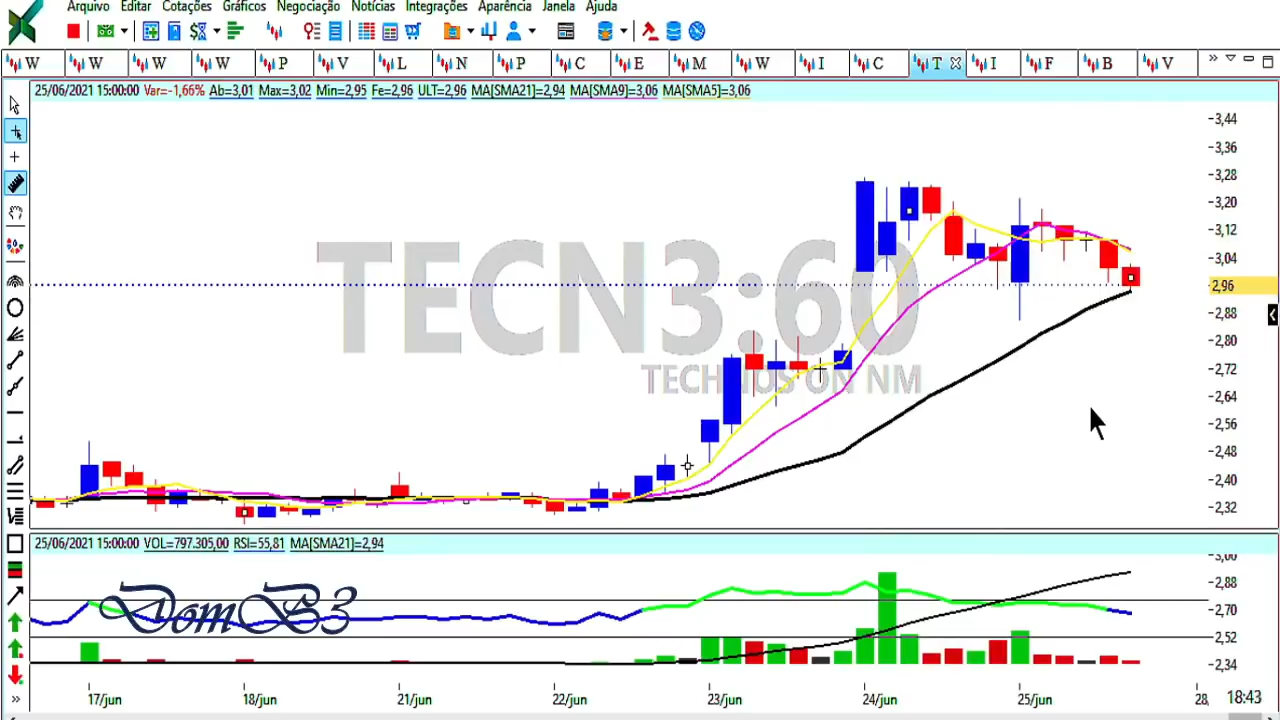 Arquivo Editar Cotações Gráficos Negociação Notícias Integrações Aparência Janela Ajuda
W W W W P V L N P C E M W I C T I F B V
25/06/2021 15:00:00 Var=-1,66% Ab=3,01 Max=3,02 Min=2,95 Fe=2,96 ULT=2,96 MA[SMA21]=2,94 MA[SMA9]=3,06 MA[SMA5]=3,06
3,44
3,36
3,28
3,20
3,12
3,04
2,96
2,88
2,80
2,72
2,64
2,56
2,48
2,40
2,32
TECN3:60
TECHNOS ON NM
25/06/2021 15:00:00 VOL=797.305,00 RSI=55,81 MA[SMA21]=2,94
3,00
2,88
2,70
2,52
2,34
DomB3
17/jun 18/jun 21/jun 22/jun 23/jun 24/jun 25/jun 28, 18:43